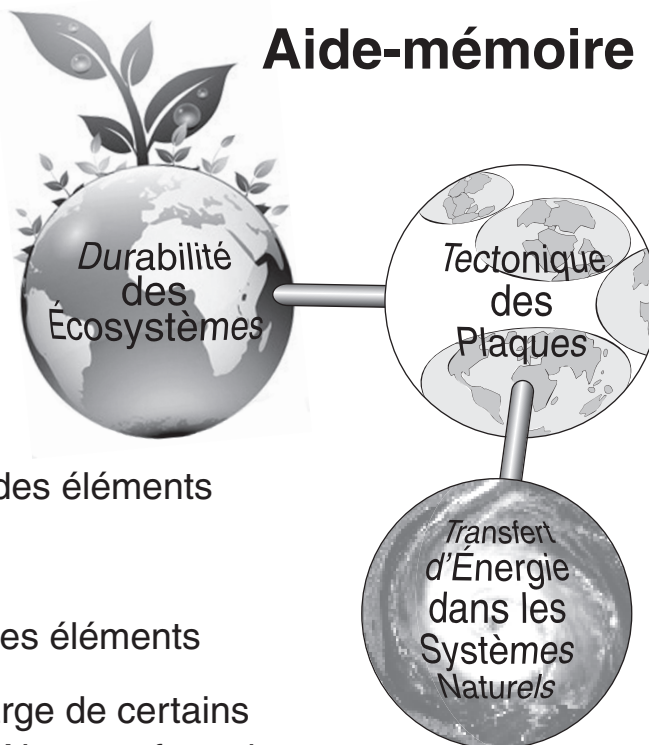 Aide-mémoire
Durabilité
des
Écosystèmes
Tectonique
des
Plaques
des éléments
Transfert
d'Énergie
dans les
Systèmes
Naturels
es éléments
de certains